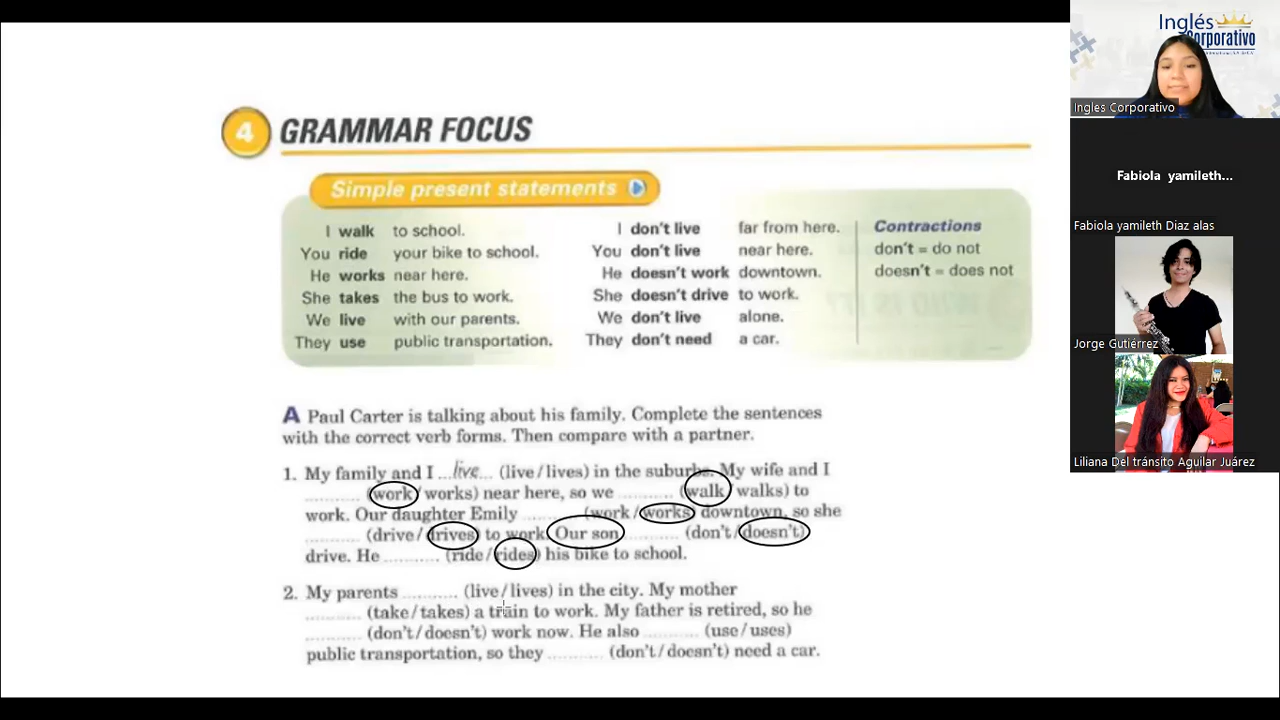 Inglés
Corporativo
Ingles Corporativo
Fabiola yamileth...
Fabiola yamileth Diaz alas
Jorge Gutiérrez
Liliana Del tránsito Aguilar Juárez
4 GRAMMAR FOCUS
Simple present statements
I walk to school.
You ride your bike to school.
He works near here.
She takes the bus to work.
We live with our parents.
They use public transportation.
I don't live far from here.
You don't live near here.
He doesn't work downtown.
She doesn't drive to work.
We don't live alone.
They don't need a car.
Contractions
don't = do not
doesn't = does not
A Paul Carter is talking about his family. Complete the sentences
with the correct verb forms. Then compare with a partner.
1. My family and I ...live... (live/lives) in the suburbs. My wife and I
............ (work/works) near here, so we ............ (walk/walks) to
work. Our daughter Emily ............ (work/works) downtown, so she
............ (drive/drives) to work. Our son ............ (don't/doesn't)
drive. He ............ (ride/rides) his bike to school.
2. My parents ............ (live/lives) in the city. My mother
............ (take/takes) a train to work. My father is retired, so he
............ (don't/doesn't) work now. He also ............ (use/uses)
public transportation, so they ............ (don't/doesn't) need a car.